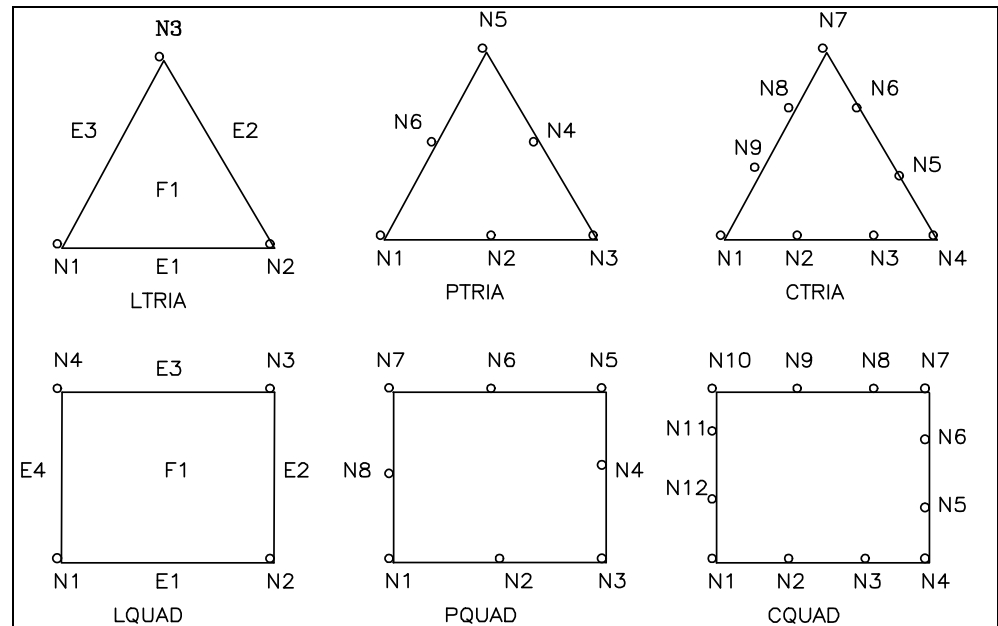 N3 N5 N7
N8 N6
E3 E2 N6 N4
N9
F1 N5
N1 E1 N2 N1 N2 N3 N1 N2 N3 N4
LTRIA PTRIA CTRIA
N4 E3 N3 N7 N6 N5 N10 N9 N8 N7
N11 N6
E4 F1 E2 N8 N4
N12 N5
N1 E1 N2 N1 N2 N3 N1 N2 N3 N4
LQUAD PQUAD CQUAD